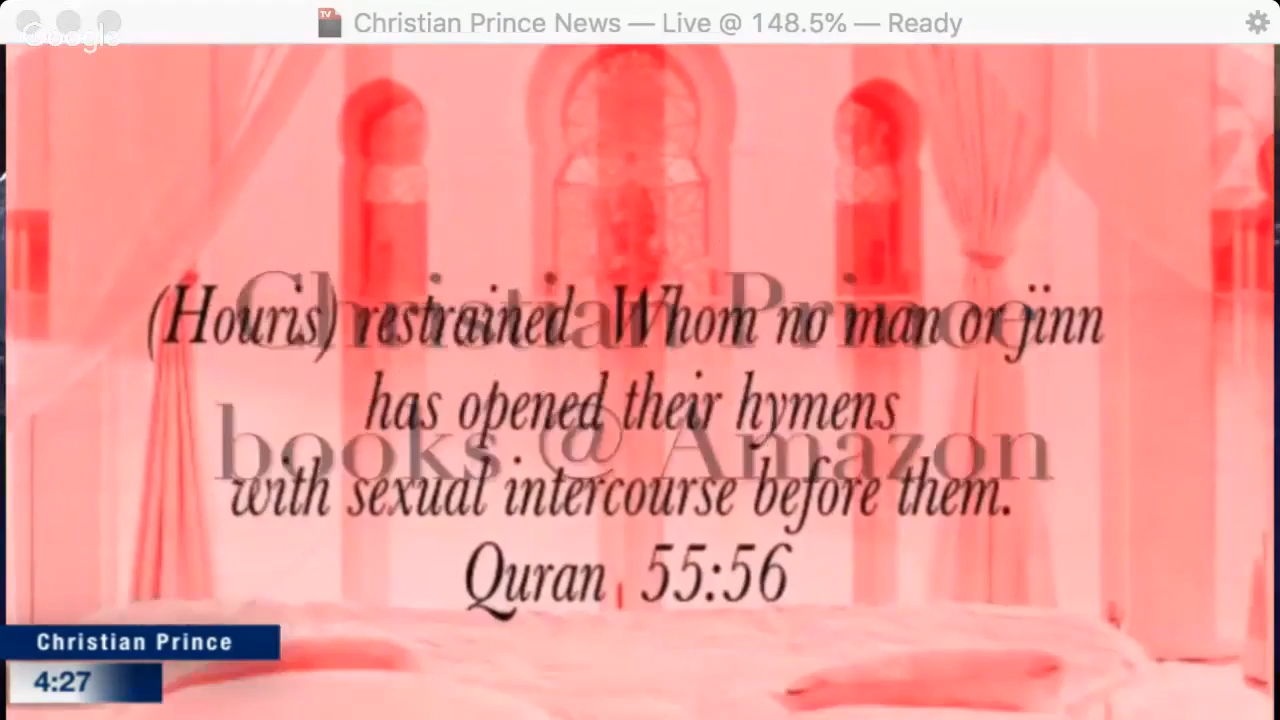 Christian Prince News — Live @ 148.5% — Ready
Google
Christian Prince
books @ Amazon
(Houris) restrained Whom no man or jinn
has opened their hymens
with sexual intercourse before them.
Quran 55:56
Christian Prince
4:27